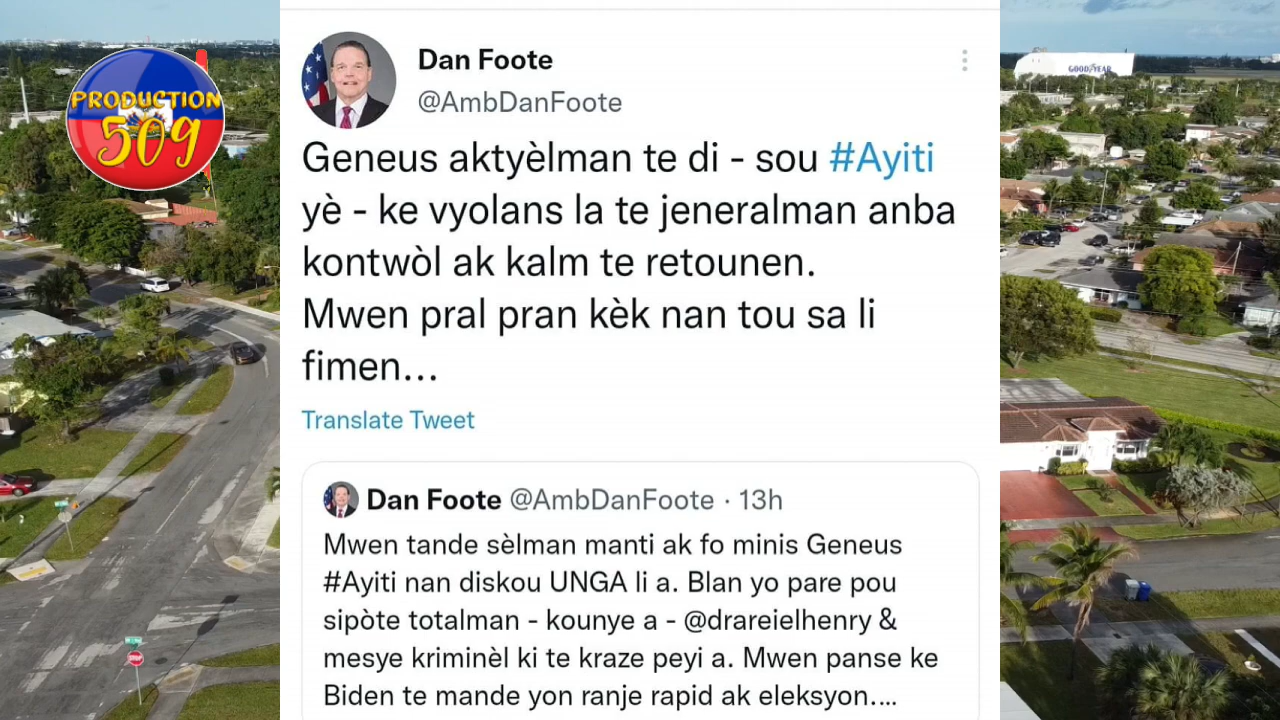 PRODUCTION
509
GOODYEAR
Dan Foote
@AmbDanFoote
Geneus aktyèlman te di - sou #Ayiti
yè - ke vyolans la te jeneralman anba
kontwòl ak kalm te retounen.
Mwen pral pran kèk nan tou sa li
fimen...
Translate Tweet
Dan Foote @AmbDanFoote · 13h
Mwen tande sèlman manti ak fo minis Geneus
#Ayiti nan diskou UNGA li a. Blan yo pare pou
sipòte totalman - kounye a - @drareielhenry &
mesye kriminèl ki te kraze peyi a. Mwen panse ke
Biden te mande yon ranje rapid ak eleksyon....